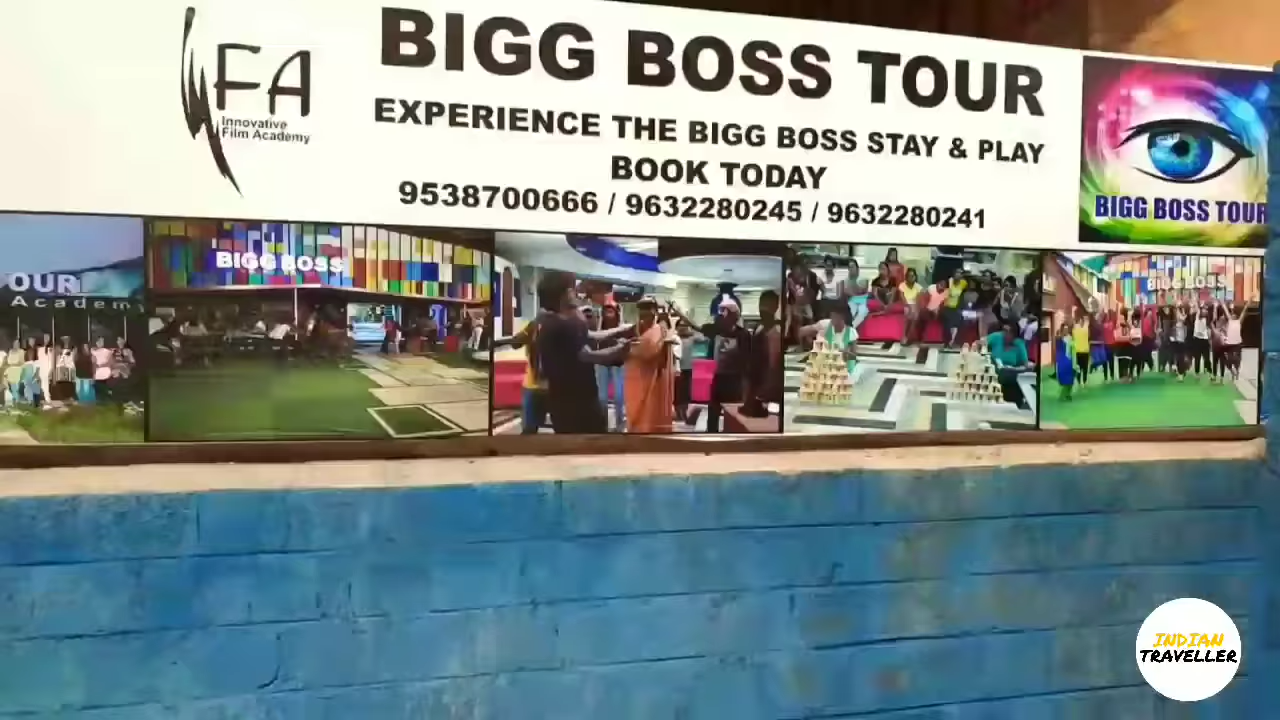 BIGG BOSS TOUR
IFA
Innovative
Film Academy
EXPERIENCE THE BIGG BOSS STAY & PLAY
BOOK TODAY
9538700666 / 9632280245 / 9632280241
BIGG BOSS TOUR
OUR
Academ
BIGG BOSS
BIGG BOSS
INDIAN
TRAVELLER